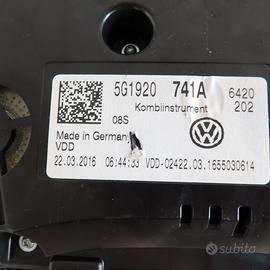 5G1920 741A 6420
Kombiinstrument 202
08S
Made in Germany
VDD
22.03.2016 06:44:33 VDD-02422.03.1655030614
subito